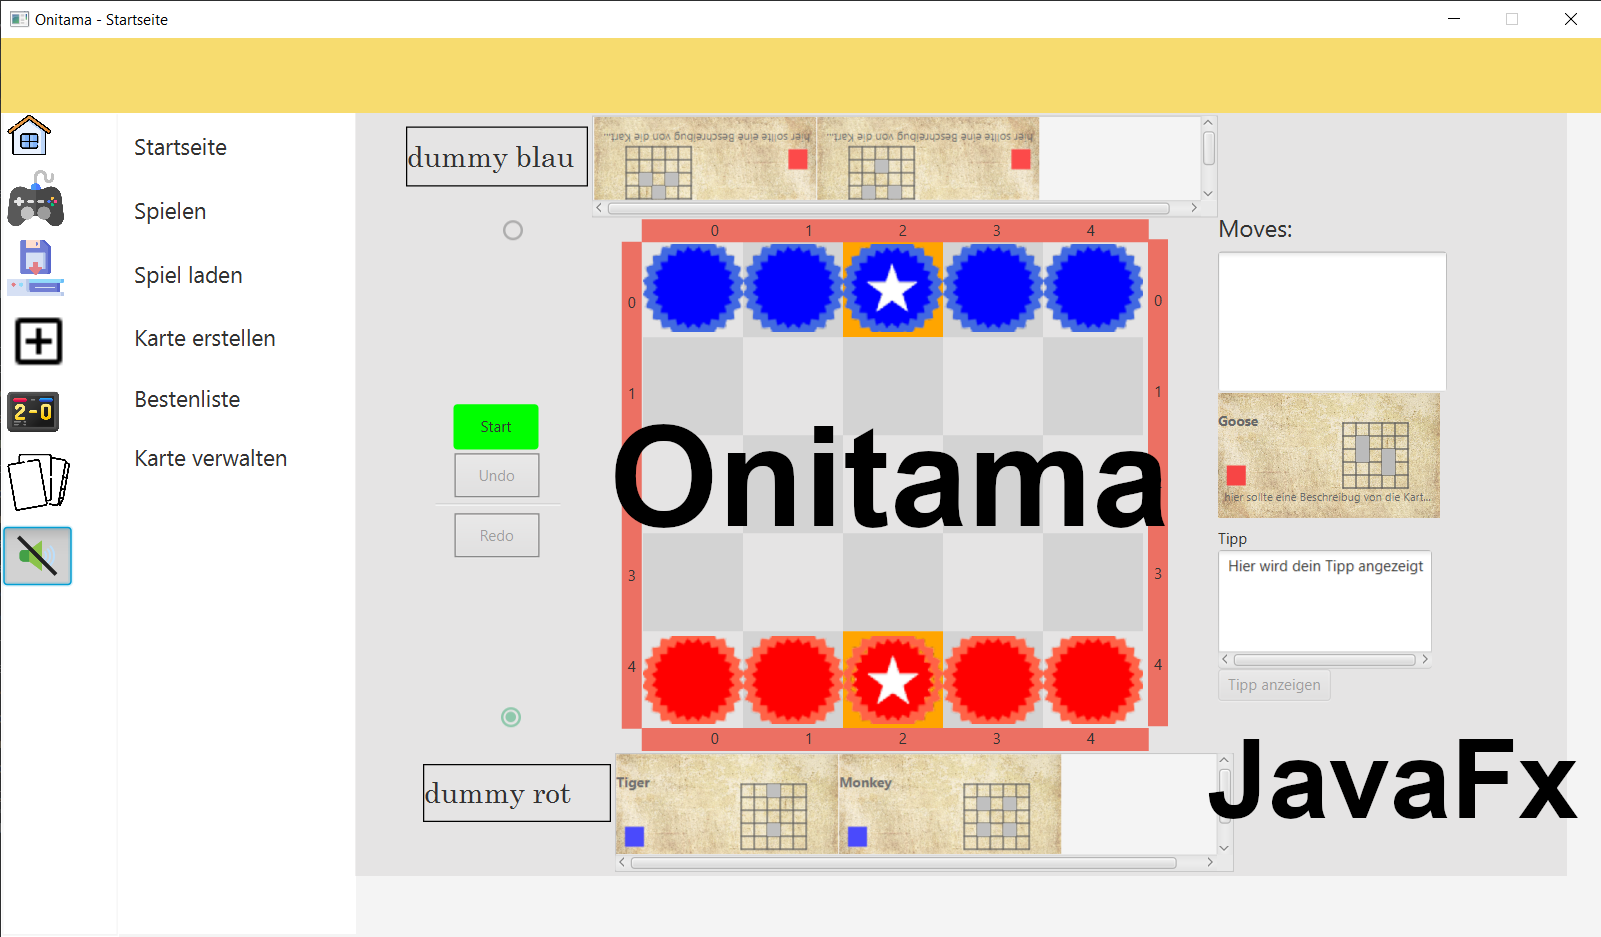 Onitama - Startseite
Startseite
Spielen
Spiel laden
Karte erstellen
Bestenliste
2-0
Karte verwalten
dummy blau
hier sollte eine Beschreibug von die Kart...
hier sollte eine Beschreibug von die Kart...
0 1 2 3 4
0
1
3
4
0
1
3
4
Start
Undo
Redo
Onitama
Moves:
Goose
hier sollte eine Beschreibug von die Kart...
Tipp
Hier wird dein Tipp angezeigt
Tipp anzeigen
0 1 2 3 4
dummy rot
Tiger
Monkey
JavaFx